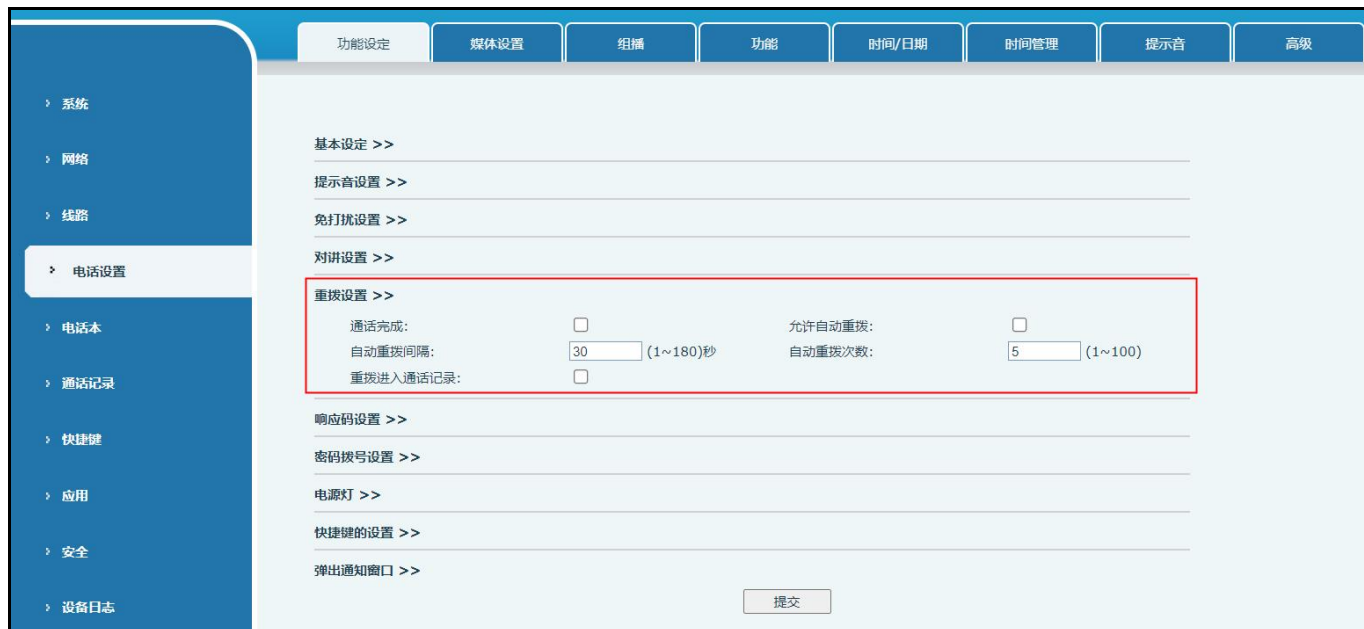 功能设定 媒体设置 组播 功能 时间/日期 时间管理 提示音 高级
系统
网络
线路
电话设置
电话本
通话记录
快捷键
应用
安全
设备日志
基本设定 >>
提示音设置 >>
免打扰设置 >>
对讲设置 >>
重拨设置 >>
通话完成: 允许自动重拨:
自动重拨间隔: 30 (1~180)秒 自动重拨次数: 5 (1~100)
重拨进入通话记录:
响应码设置 >>
密码拨号设置 >>
电源灯 >>
快捷键的设置 >>
弹出通知窗口 >>
提交